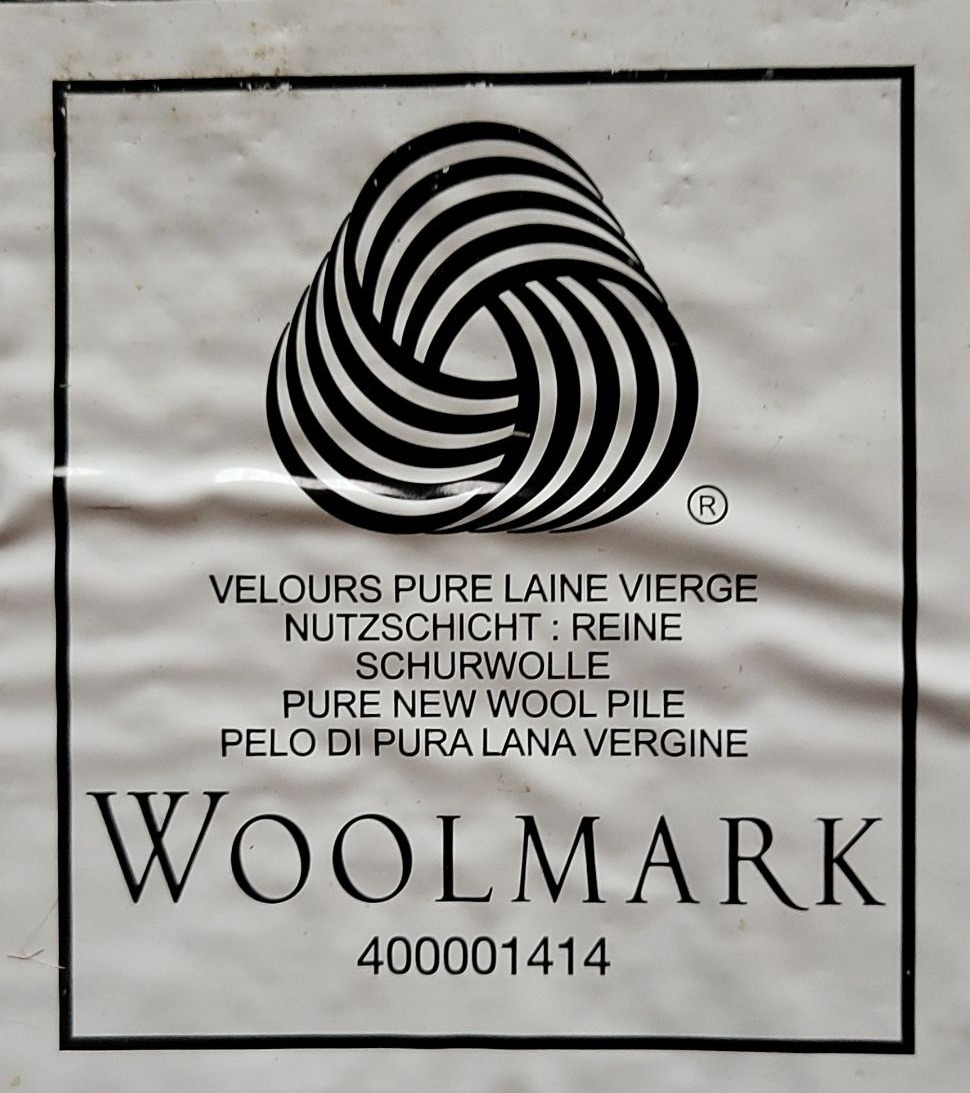 ®
VELOURS PURE LAINE VIERGE
NUTZSCHICHT : REINE
SCHURWOLLE
PURE NEW WOOL PILE
PELO DI PURA LANA VERGINE
WOOLMARK
400001414